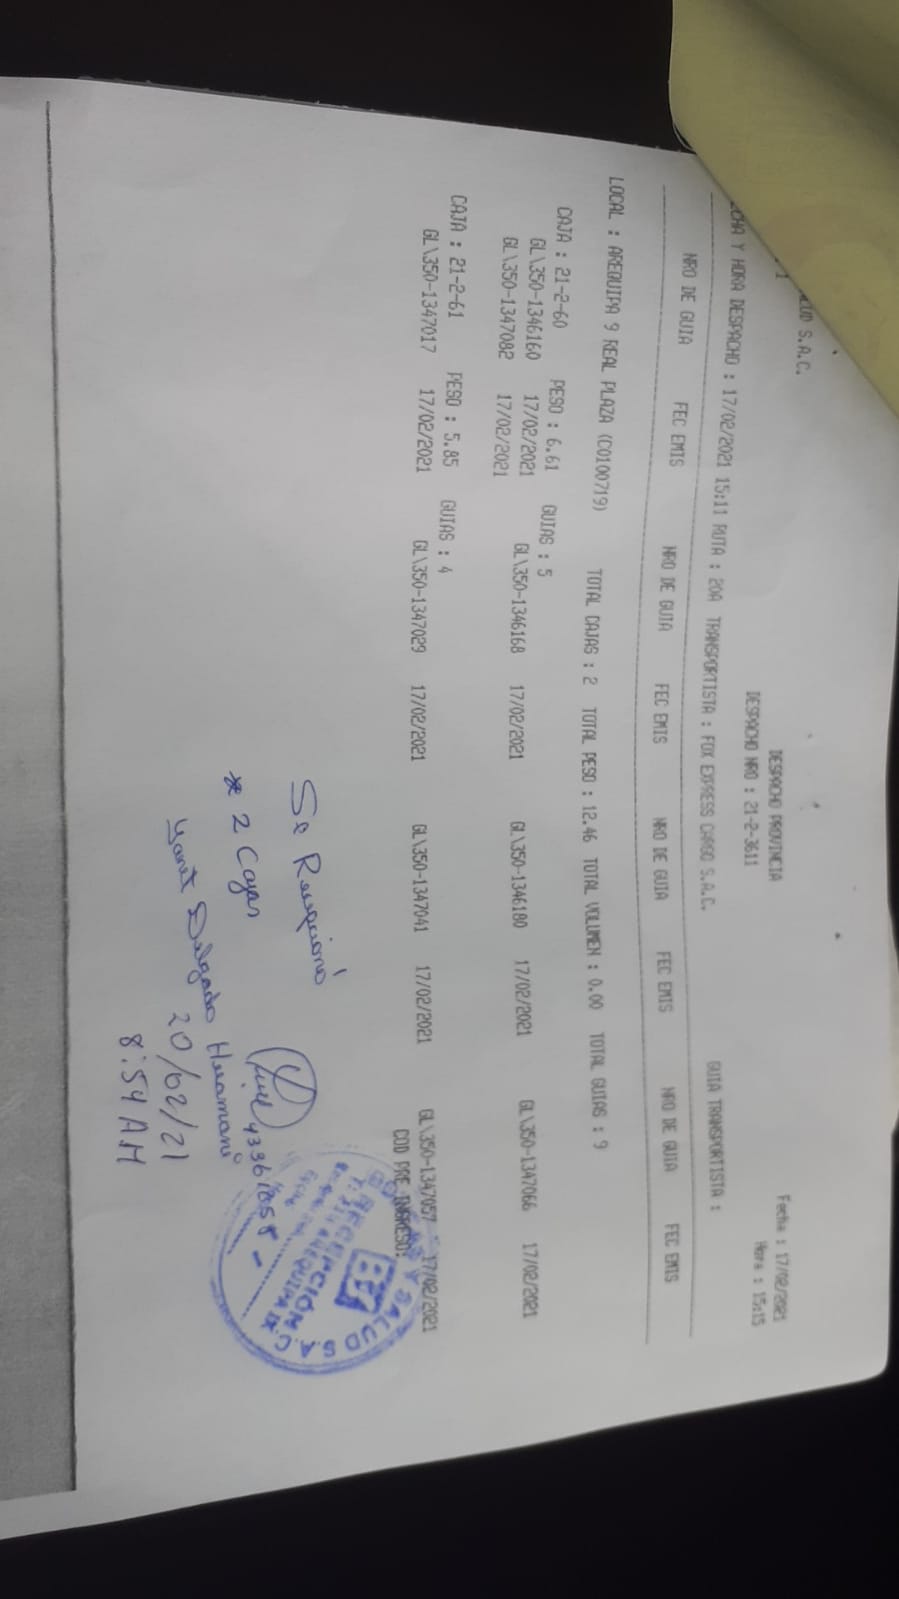 LUD S.A.C.
DESPACHO PROVINCIA
Fecha : 17/02/2021
DESPACHO NRO : 21-2-3611
Hora : 15:15
CHA Y HORA DESPACHO : 17/02/2021 15:11 RUTA : 20A TRANSPORTISTA : FOX EXPRESS CARGO S.A.C. GUIA TRANSPORTISTA :
NRO DE GUIA FEC EMIS NRO DE GUIA FEC EMIS NRO DE GUIA FEC EMIS NRO DE GUIA FEC EMIS
LOCAL : AREQUIPA 9 REAL PLAZA (C0100719) TOTAL CAJAS : 2 TOTAL PESO : 12.46 TOTAL VOLUMEN : 0.00 TOTAL GUIAS : 9
CAJA : 21-2-60 PESO : 6.61 GUIAS : 5
GL\350-1346160 17/02/2021 GL\350-1346168 17/02/2021 GL\350-1346180 17/02/2021 GL\350-1347066 17/02/2021
GL\350-1347082 17/02/2021
CAJA : 21-2-61 PESO : 5.85 GUIAS : 4
GL\350-1347017 17/02/2021 GL\350-1347029 17/02/2021 GL\350-1347041 17/02/2021 GL\350-1347057 17/02/2021
COD PRE INGRESO:
Se Recepcionó
* 2 Cajas
Yanet Delgado Huamani
20/02/21
8:54 AM
SALUD S.A.C.
RECEPCIÓN
AREQUIPA IX